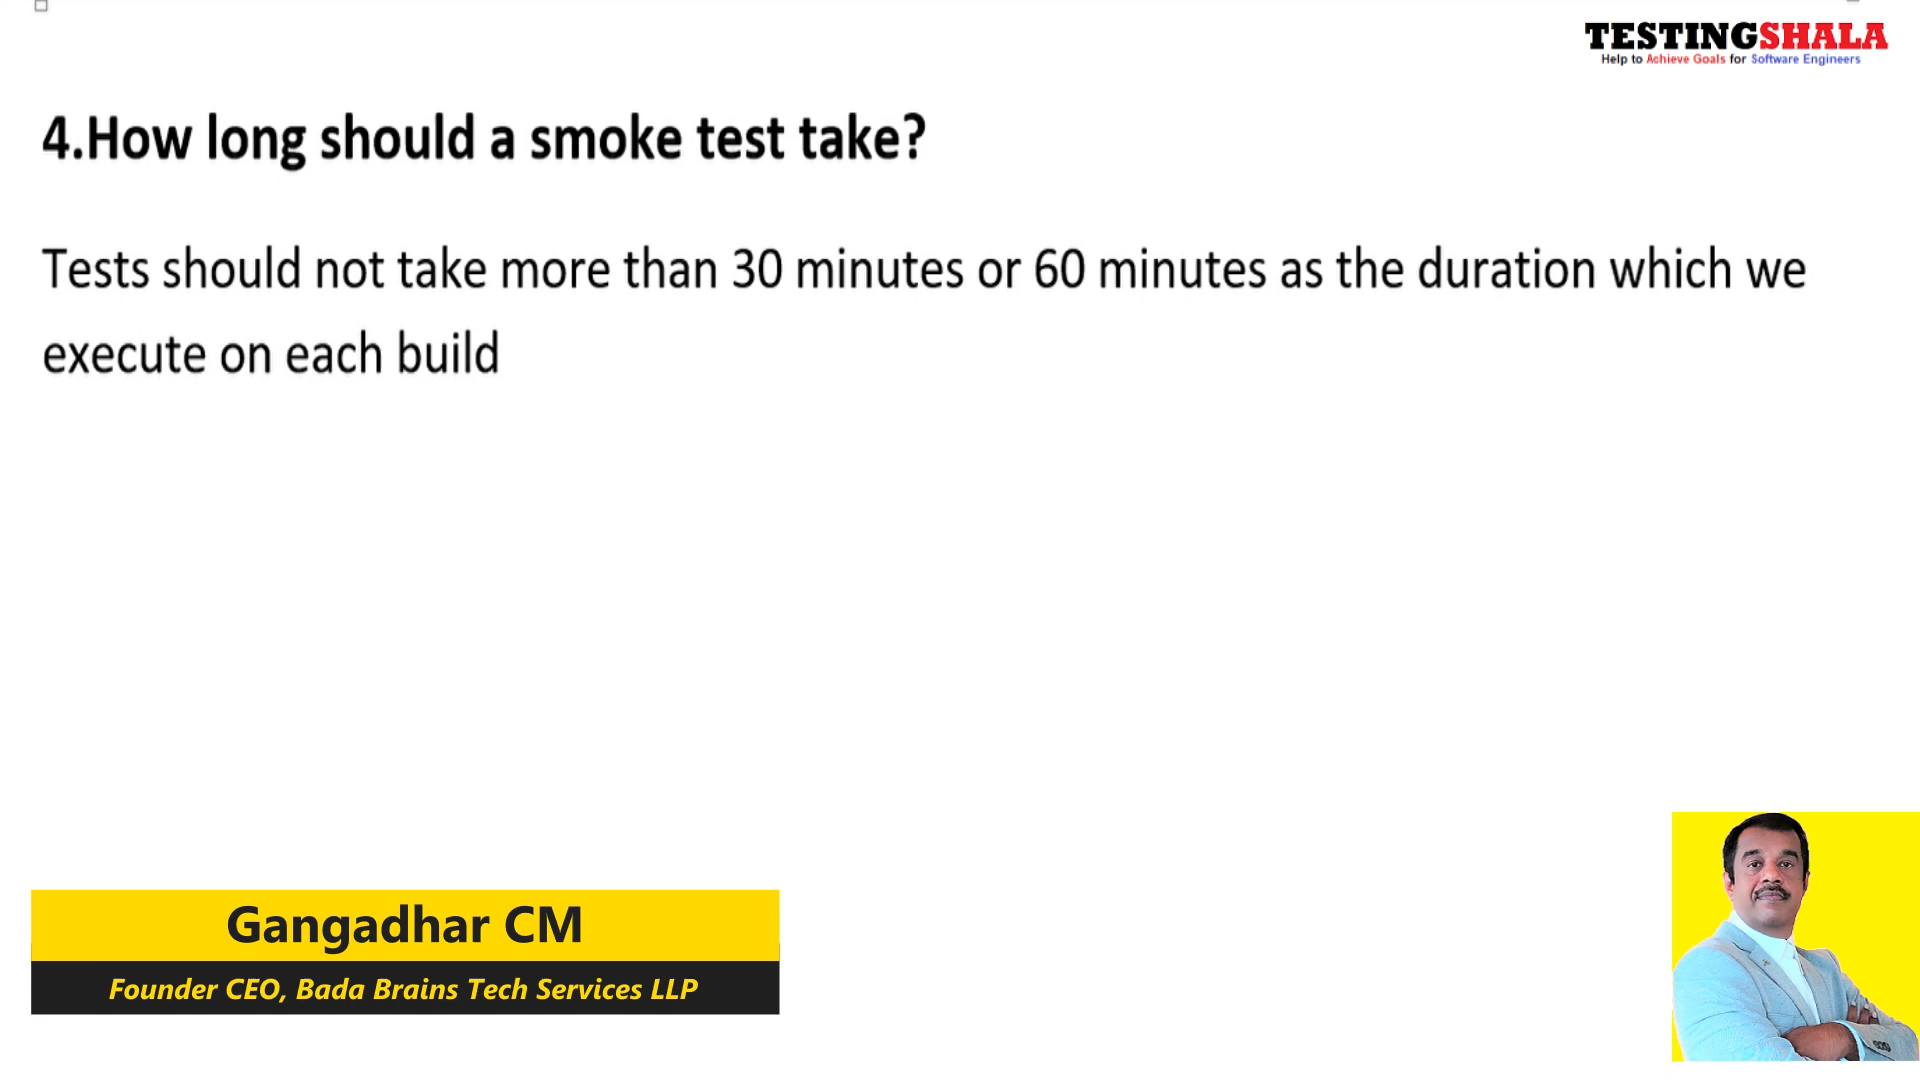 TESTINGSHALA
Help to Achieve Goals for Software Engineers
4.How long should a smoke test take?
Tests should not take more than 30 minutes or 60 minutes as the duration which we
execute on each build
Gangadhar CM
Founder CEO, Bada Brains Tech Services LLP